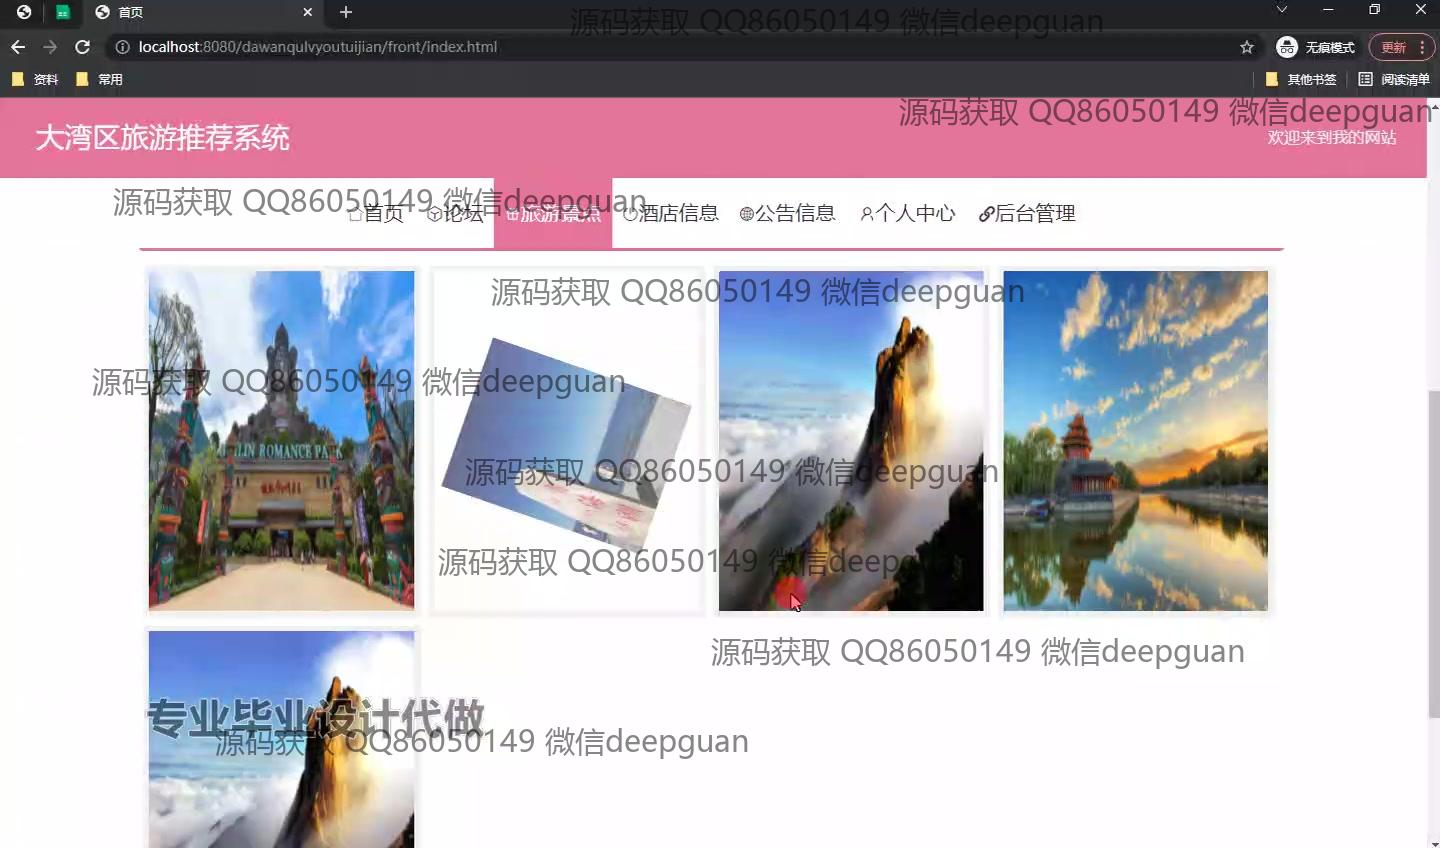 首页
源码获取 QQ86050149 微信deepguan
localhost:8080/dawanqulvyoutuijian/front/index.html
无痕模式
更新
资料
常用
其他书签
阅读清单
源码获取 QQ86050149 微信deepguan
大湾区旅游推荐系统
欢迎来到我的网站
源码获取 QQ86050149 微信deepguan
首页
论坛
旅游景点
酒店信息
公告信息
个人中心
后台管理
源码获取 QQ86050149 微信deepguan
源码获取 QQ86050149 微信deepguan
ROMANCE PARK
源码获取 QQ86050149 微信deepguan
源码获取 QQ86050149 微信deepguan
源码获取 QQ86050149 微信deepguan
专业毕业设计代做
源码获取 QQ86050149 微信deepguan